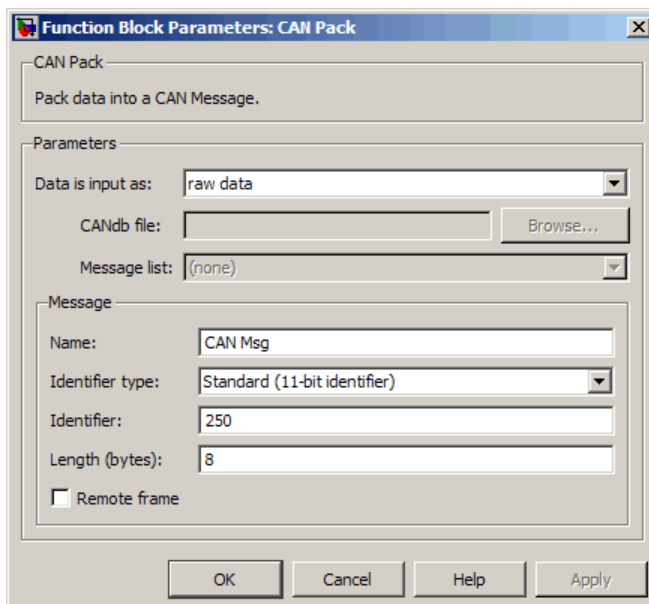 Function Block Parameters: CAN Pack
CAN Pack
Pack data into a CAN Message.
Parameters
Data is input as: raw data
CANdb file: Browse...
Message list: (none)
Message
Name: CAN Msg
Identifier type: Standard (11-bit identifier)
Identifier: 250
Length (bytes): 8
Remote frame
OK Cancel Help Apply